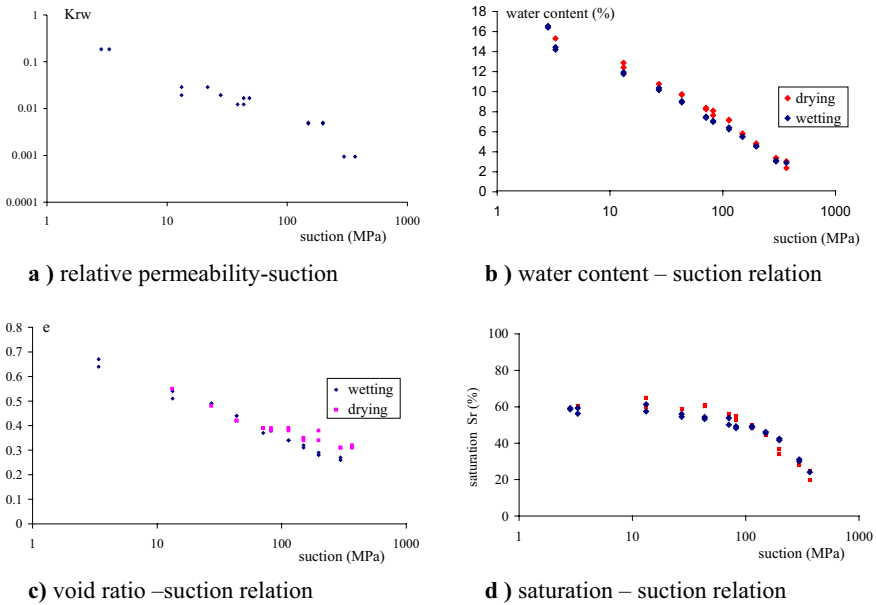 Krw
1
0.1
0.01
0.001
0.0001
1 10 100 1000
suction (MPa)
a ) relative permeability-suction
water content (%)
18
16
14
12
10
8
6
4
2
0
drying
wetting
1 10 100 1000
suction (MPa)
b ) water content – suction relation
e
0.8
0.7
0.6
0.5
0.4
0.3
0.2
0.1
0
wetting
drying
1 10 100 1000
suction (MPa)
c) void ratio –suction relation
saturation Sr (%)
100
80
60
40
20
0
1 10 100 1000
suction (MPa)
d ) saturation – suction relation